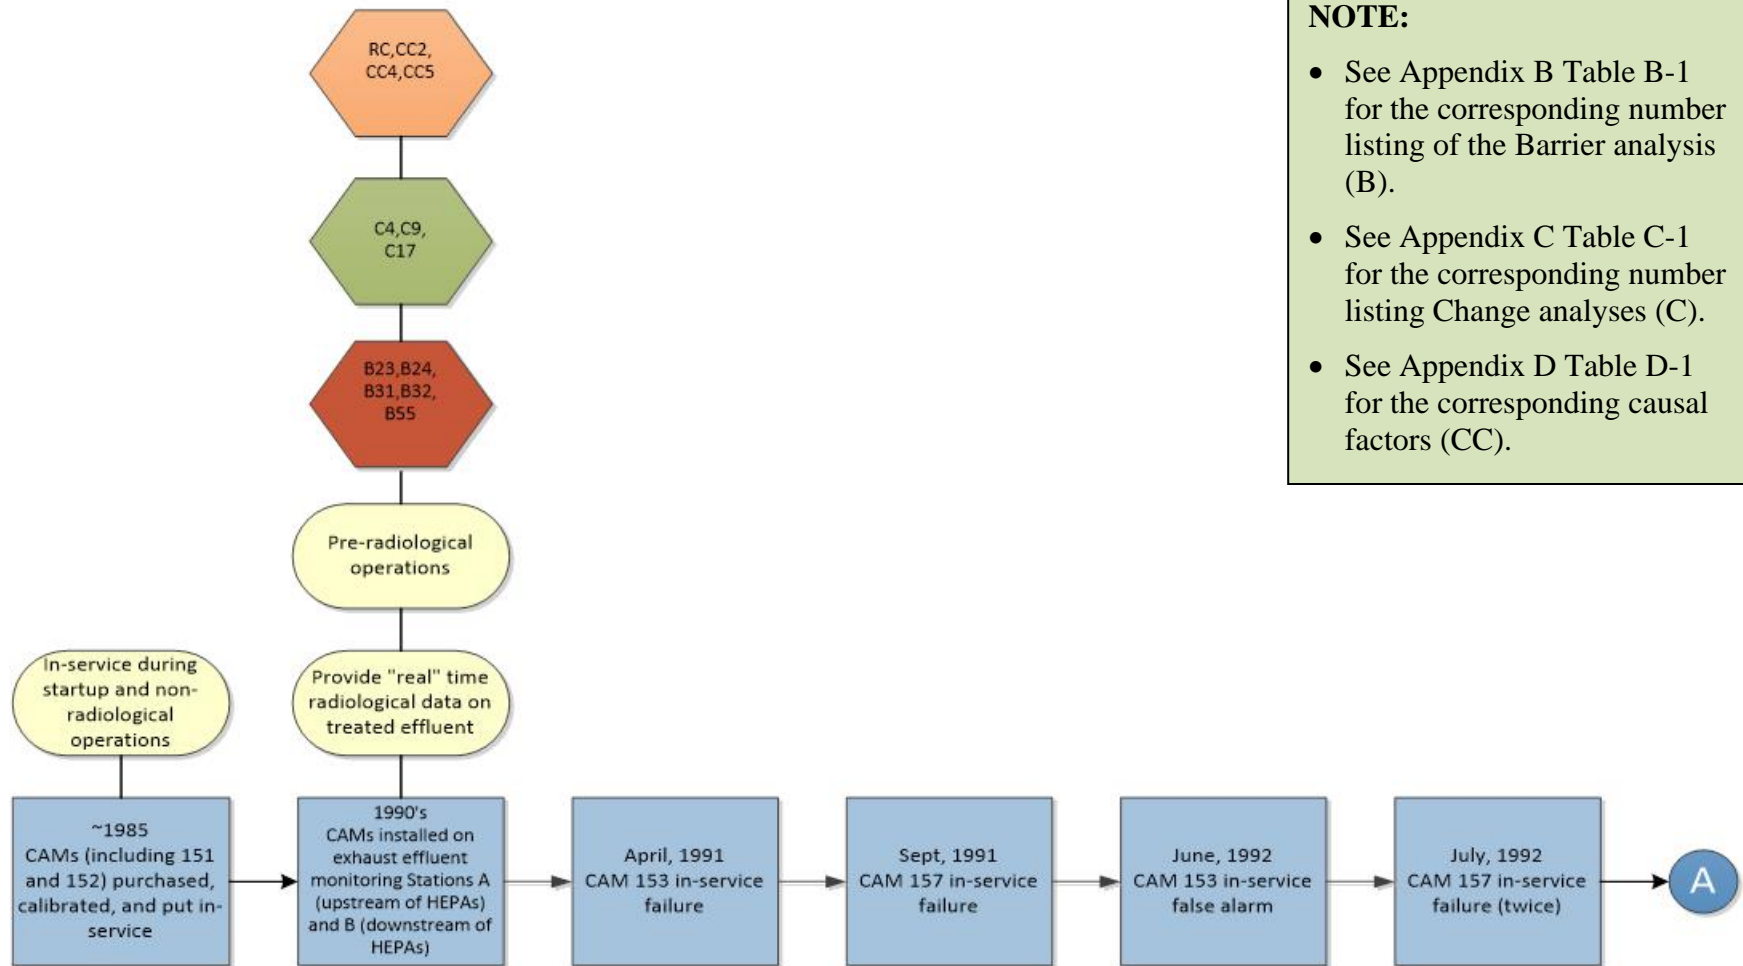 RC,CC2,
CC4,CC5
C4,C9,
C17
B23,B24,
B31,B32,
B55
Pre-radiological
operations
In-service during
startup and non-
radiological
operations
Provide "real" time
radiological data on
treated effluent
~1985
CAMs (including 151
and 152) purchased,
calibrated, and put in-
service
1990's
CAMs installed on
exhaust effluent
monitoring Stations A
(upstream of HEPAs)
and B (downstream of
HEPAs)
April, 1991
CAM 153 in-service
failure
Sept, 1991
CAM 157 in-service
failure
June, 1992
CAM 153 in-service
false alarm
July, 1992
CAM 157 in-service
failure (twice)
A
NOTE:
• See Appendix B Table B-1
for the corresponding number
listing of the Barrier analysis
(B).
• See Appendix C Table C-1
for the corresponding number
listing Change analyses (C).
• See Appendix D Table D-1
for the corresponding causal
factors (CC).